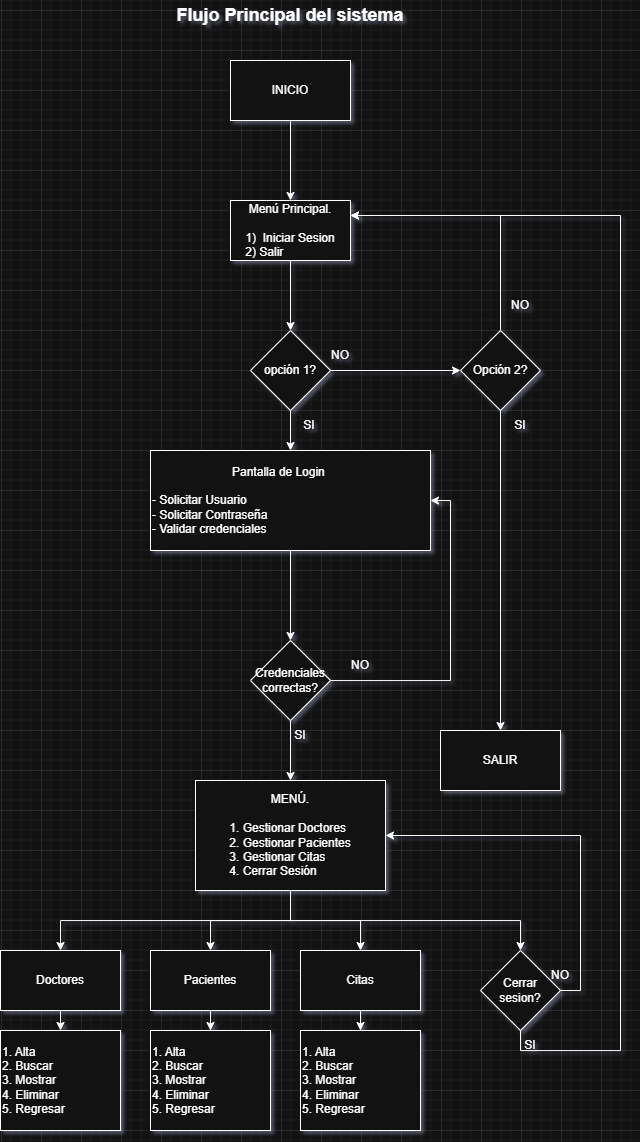 Flujo Principal del sistema
INICIO
Menú Principal.
1) Iniciar Sesion
2) Salir
NO
opción 1?
NO
Opción 2?
SI
SI
Pantalla de Login
- Solicitar Usuario
- Solicitar Contraseña
- Validar credenciales
Credenciales
correctas?
NO
SI
SALIR
MENÚ.
1. Gestionar Doctores
2. Gestionar Pacientes
3. Gestionar Citas
4. Cerrar Sesión
Doctores
Pacientes
Citas
Cerrar
sesion?
NO
SI
1. Alta
2. Buscar
3. Mostrar
4. Eliminar
5. Regresar
1. Alta
2. Buscar
3. Mostrar
4. Eliminar
5. Regresar
1. Alta
2. Buscar
3. Mostrar
4. Eliminar
5. Regresar